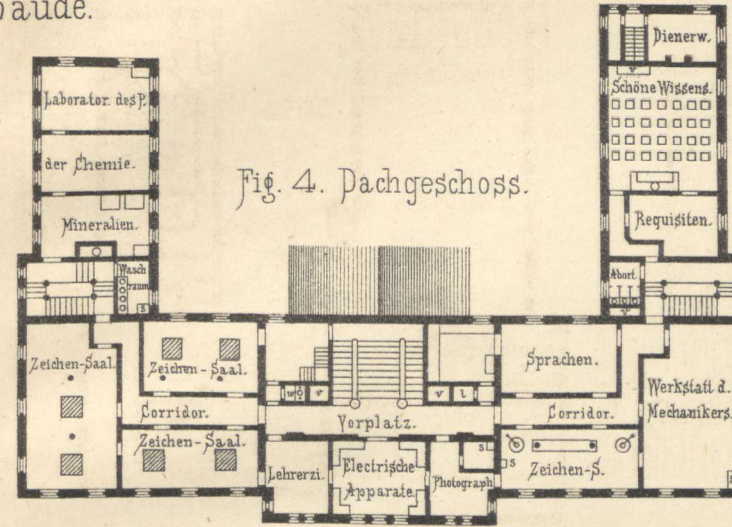 bäude.
Dienerw.
v
Schöne Wissens.
Laborator. des P.
der Chemie.
Fig. 4. Dachgeschoss.
Mineralien.
Requisiten.
Wasch
raum
s
Abort.
v
Zeichen-Saal.
Zeichen-Saal.
Sprachen.
Werkstatt d.
Mechanikers.
w
v
v
l
Corridor.
Vorplatz.
Corridor.
Zeichen-Saal.
Lehrerzi.
Electrische
Apparate.
Photograph
s
s
Zeichen-S.
s